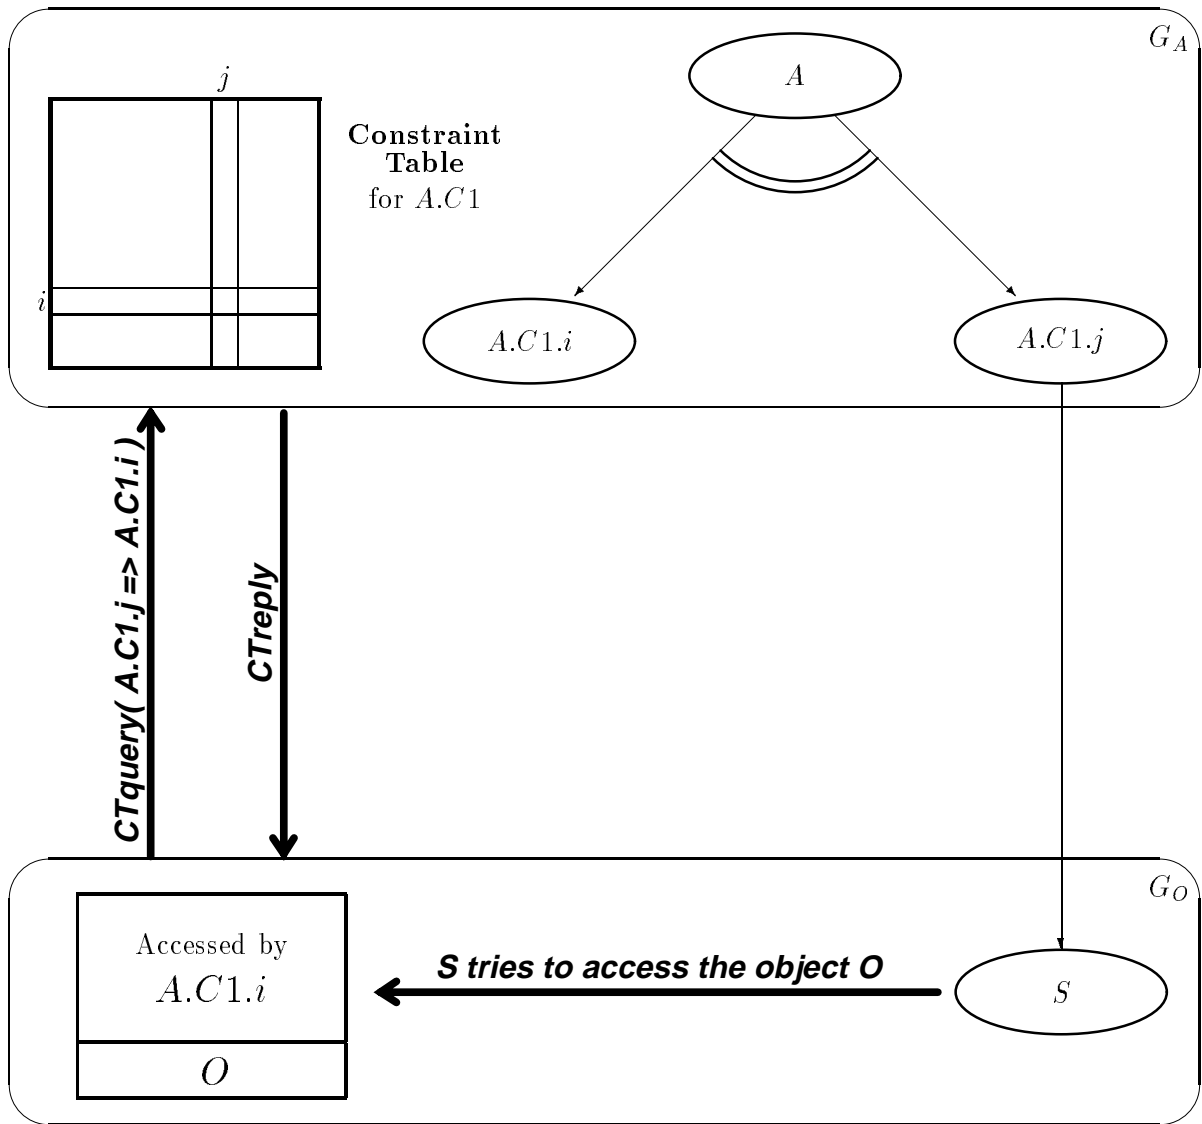 G_A
A
j
Constraint
Table
for A.C1
i
A.C1.i
A.C1.j
CTquery( A.C1.j => A.C1.i )
CTreply
G_O
Accessed by
A.C1.i
S tries to access the object O
S
O